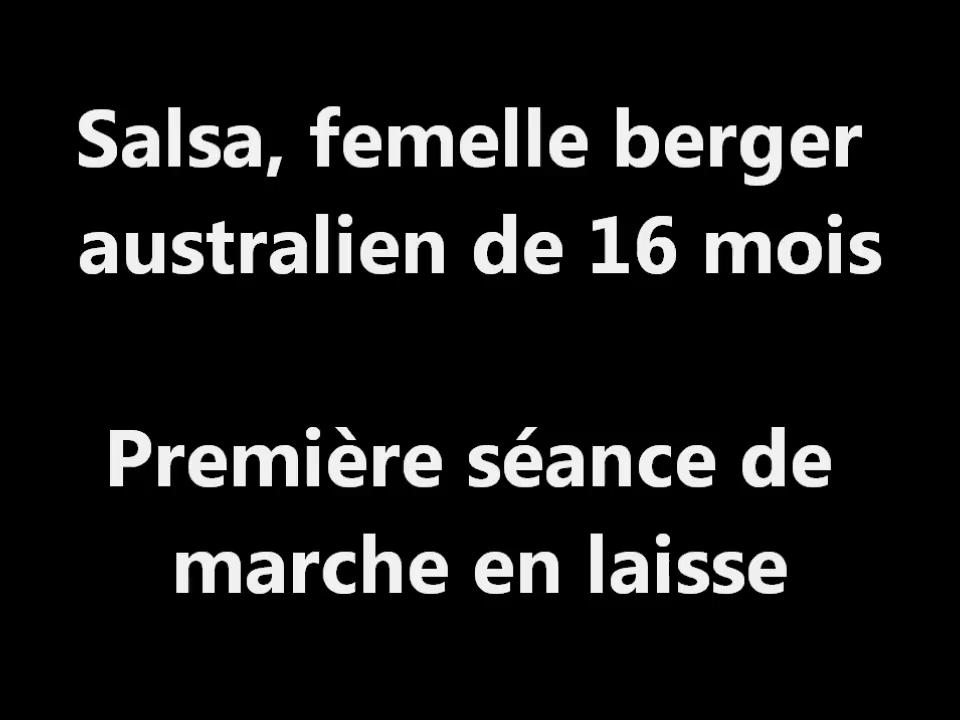 Salsa, femelle berger
australien de 16 mois
Première séance de
marche en laisse